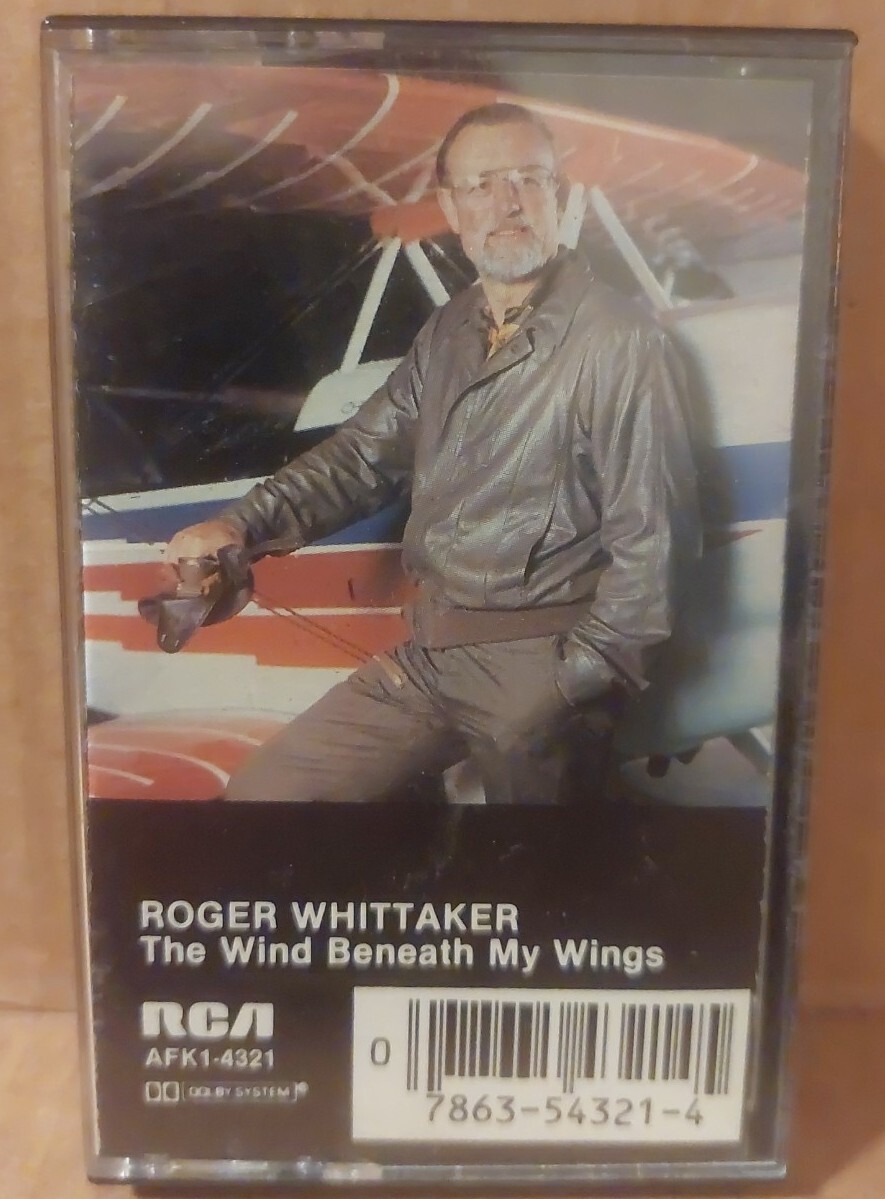 ROGER WHITTAKER
The Wind Beneath My Wings
RCA
AFK1-4321
DOLBY SYSTEM®
0
7863-54321-4